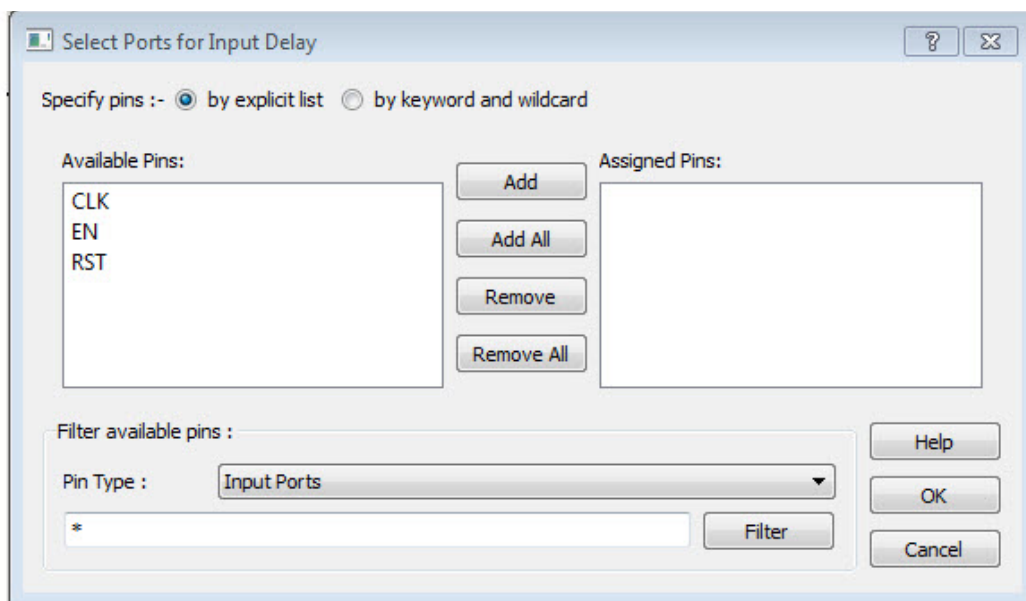 Select Ports for Input Delay
Specify pins :- by explicit list by keyword and wildcard
Available Pins:
CLK
EN
RST
Add
Add All
Remove
Remove All
Assigned Pins:
Filter available pins :
Pin Type : Input Ports
*
Filter
Help
OK
Cancel